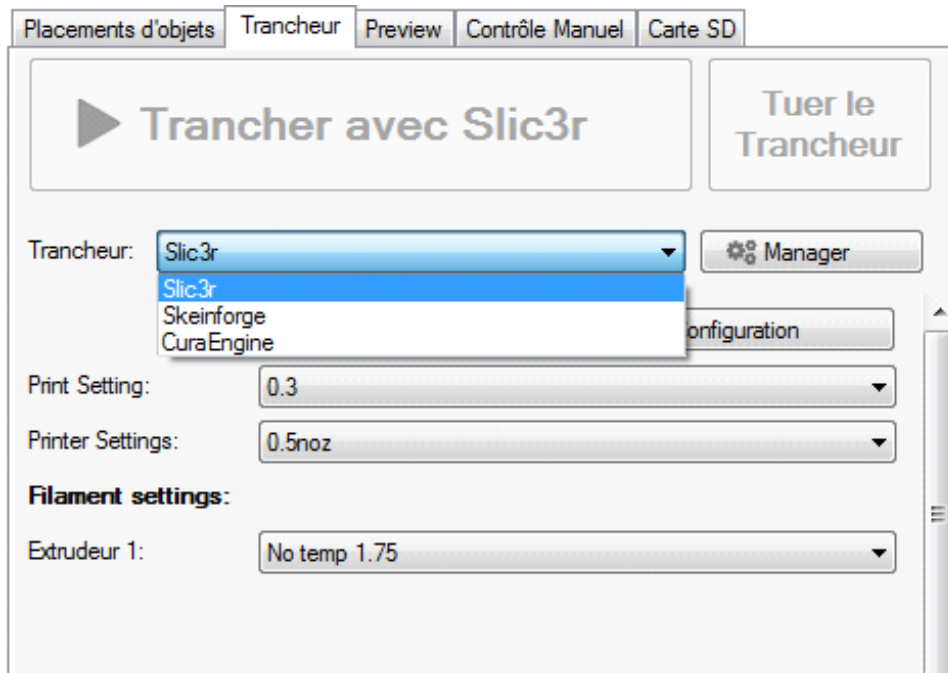 Placements d'objets Trancheur Preview Contrôle Manuel Carte SD
Trancher avec Slic3r
Tuer le
Trancheur
Trancheur: Slic3r Manager
Slic3r
Skeinforge
CuraEngine
onfiguration
Print Setting: 0.3
Printer Settings: 0.5noz
Filament settings:
Extrudeur 1: No temp 1.75